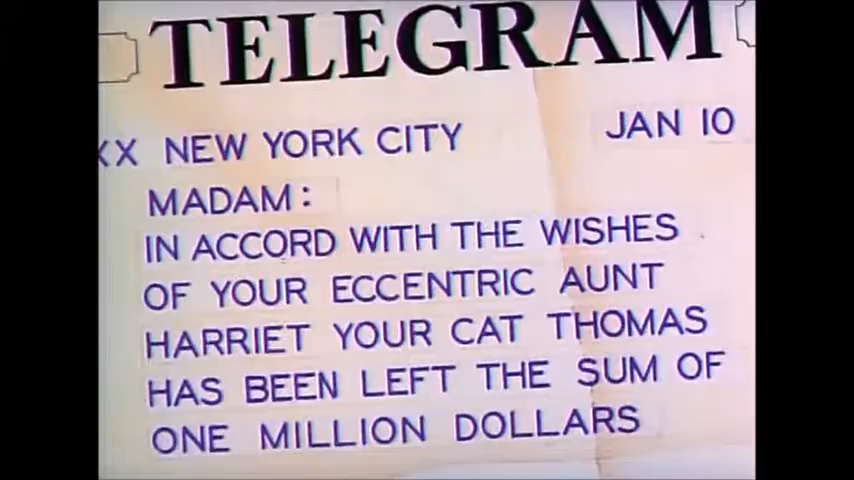 TELEGRAM
XX NEW YORK CITY JAN 10
MADAM:
IN ACCORD WITH THE WISHES
OF YOUR ECCENTRIC AUNT
HARRIET YOUR CAT THOMAS
HAS BEEN LEFT THE SUM OF
ONE MILLION DOLLARS